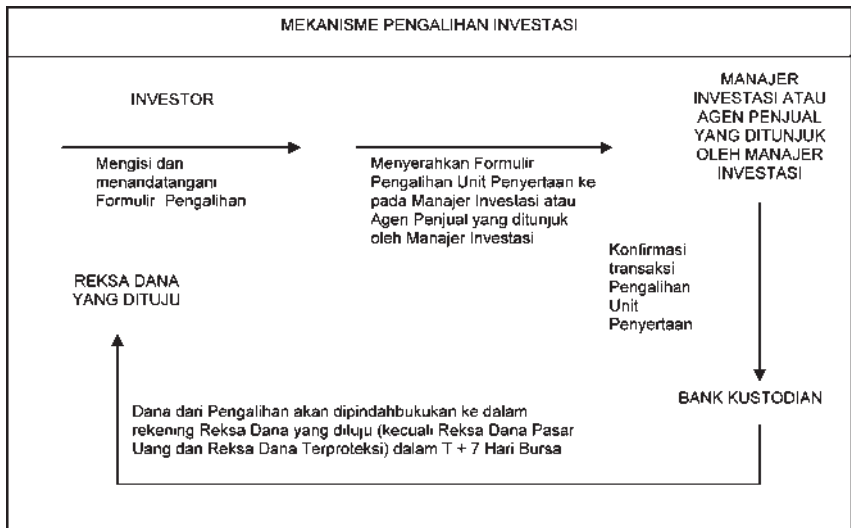 MEKANISME PENGALIHAN INVESTASI
INVESTOR
Mengisi dan
menandatangani
Formulir Pengalihan
Menyerahkan Formulir
Pengalihan Unit Penyertaan ke
pada Manajer Investasi atau
Agen Penjual yang ditunjuk
oleh Manajer Investasi
MANAJER
INVESTASI ATAU
AGEN PENJUAL
YANG DITUNJUK
OLEH MANAJER
INVESTASI
Konfirmasi
transaksi
Pengalihan
Unit
Penyertaan
REKSA DANA
YANG DITUJU
BANK KUSTODIAN
Dana dari Pengalihan akan dipindahbukukan ke dalam
rekening Reksa Dana yang dituju (kecuali Reksa Dana Pasar
Uang dan Reksa Dana Terproteksi) dalam T + 7 Hari Bursa